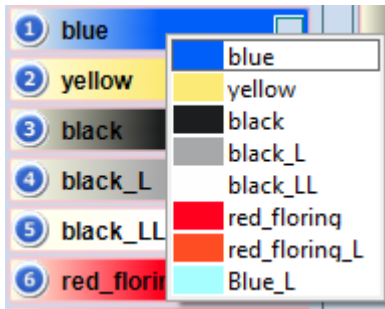 1 blue
2 yellow
3 black
4 black_L
5 black_LL
6 red_florin
blue
yellow
black
black_L
black_LL
red_floring
red_floring_L
Blue_L